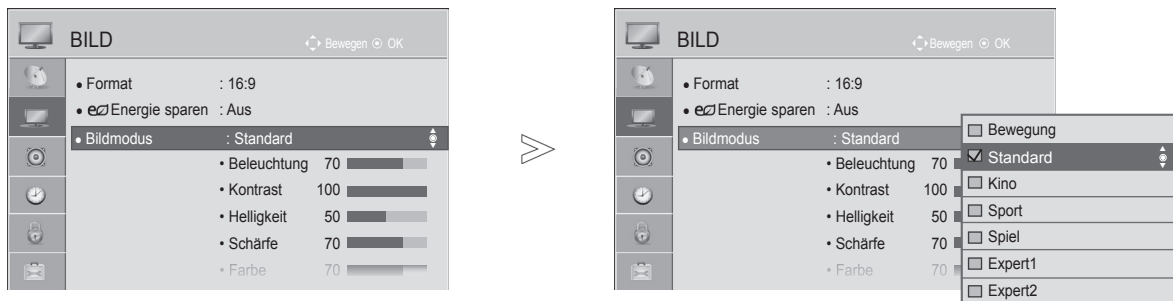 BILD
Bewegen OK
• Format : 16:9
• Energie sparen : Aus
• Bildmodus : Standard
• Beleuchtung 70
• Kontrast 100
• Helligkeit 50
• Schärfe 70
• Farbe 70
>
BILD
Bewegen OK
• Format : 16:9
• Energie sparen : Aus
• Bildmodus : Standard
• Beleuchtung 70
• Kontrast 100
• Helligkeit 50
• Schärfe 70
• Farbe 70
Bewegung
Standard
Kino
Sport
Spiel
Expert1
Expert2